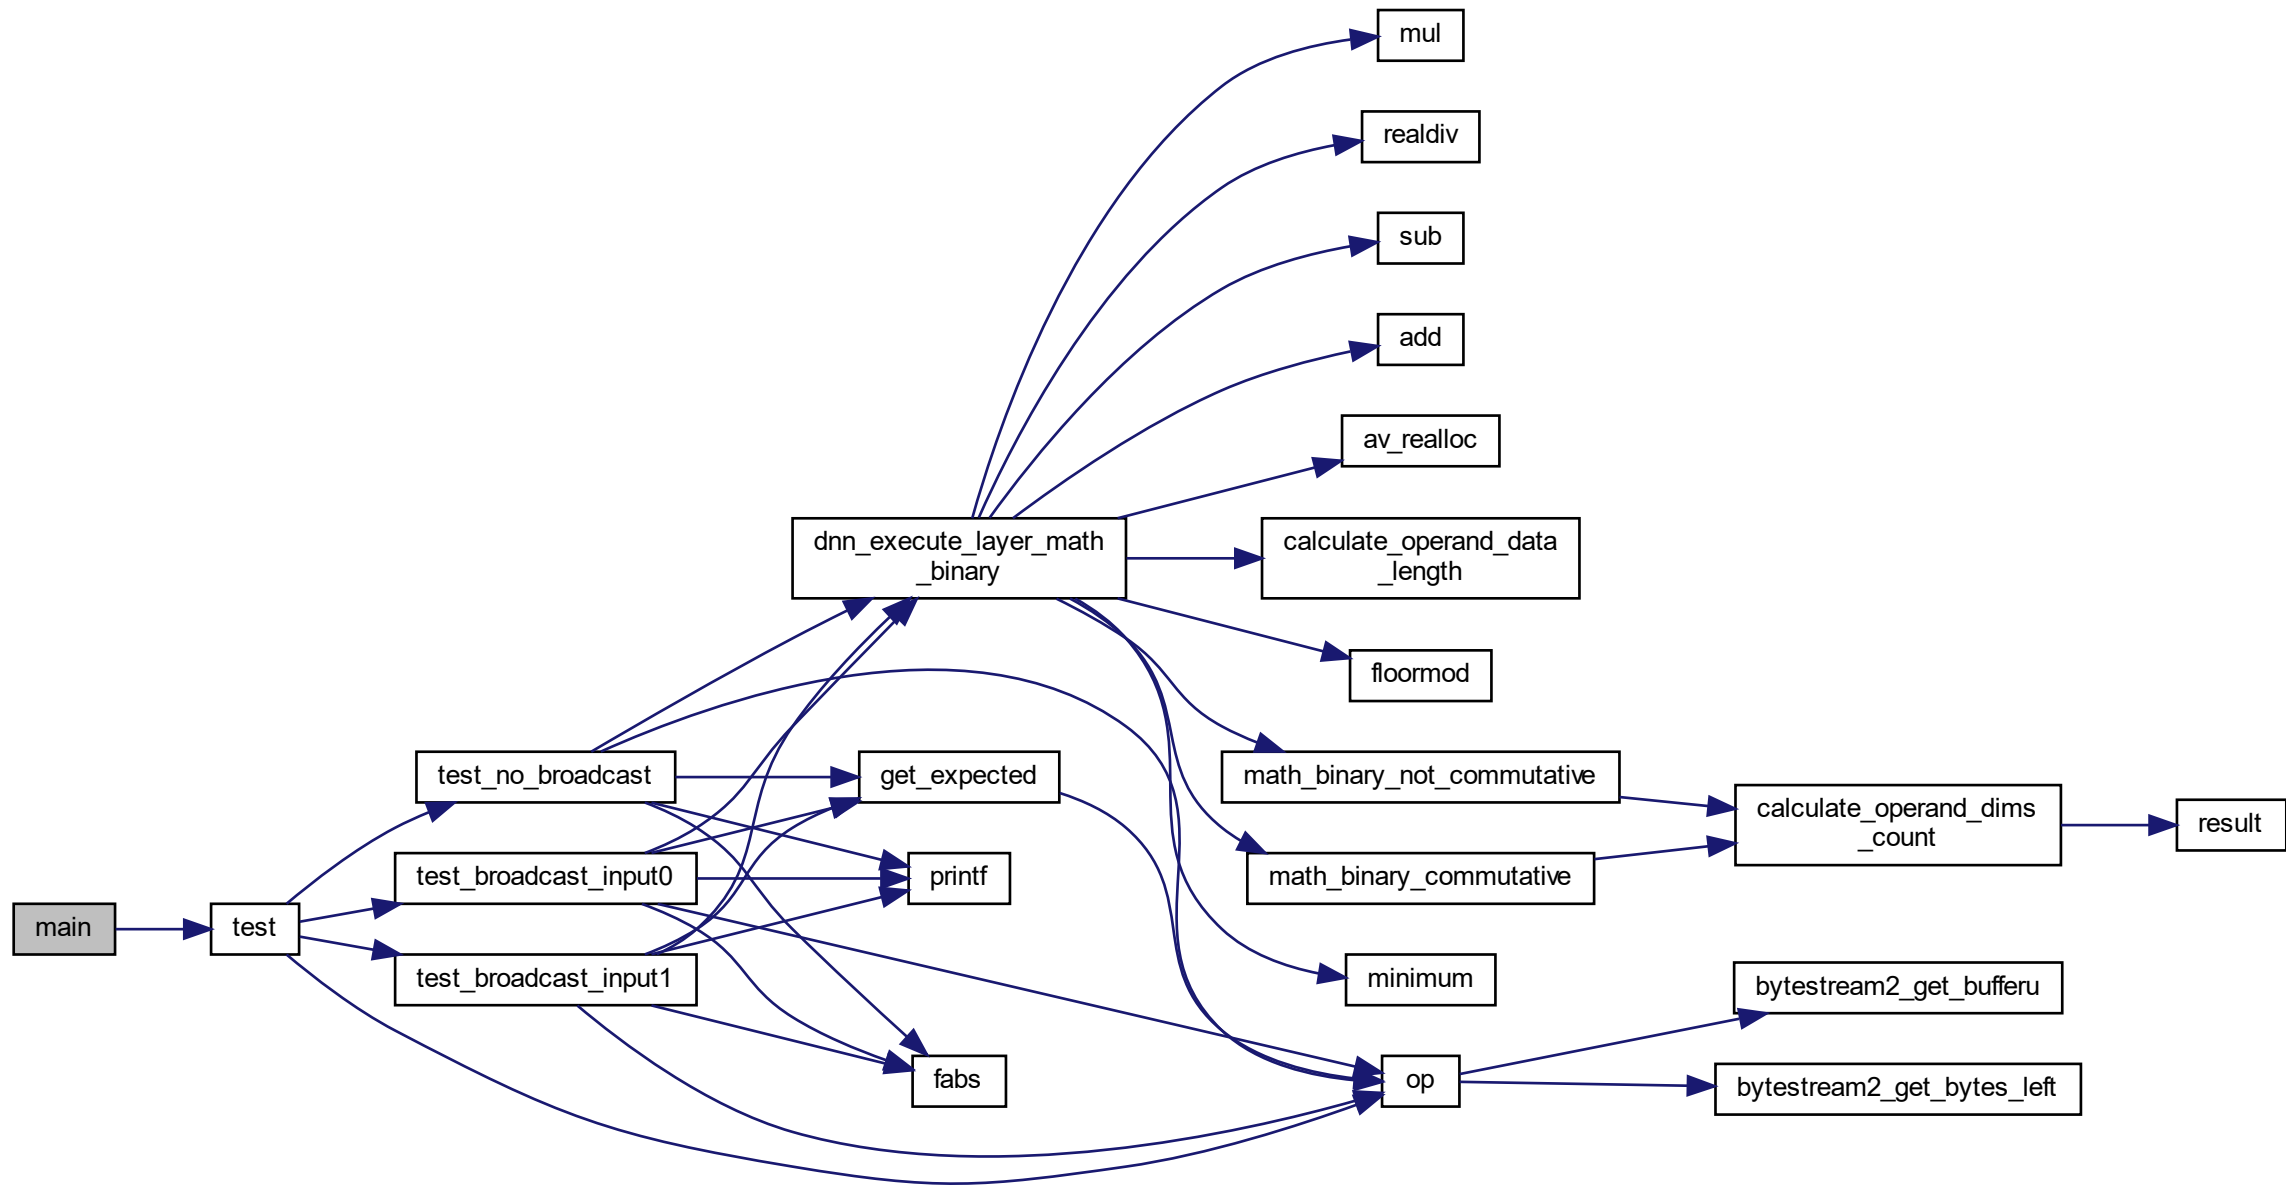 mul
realdiv
sub
add
av_realloc
dnn_execute_layer_math
_binary
calculate_operand_data
_length
floormod
test_no_broadcast
get_expected
math_binary_not_commutative
calculate_operand_dims
_count
result
test_broadcast_input0
printf
math_binary_commutative
main
test
test_broadcast_input1
minimum
bytestream2_get_bufferu
fabs
op
bytestream2_get_bytes_left